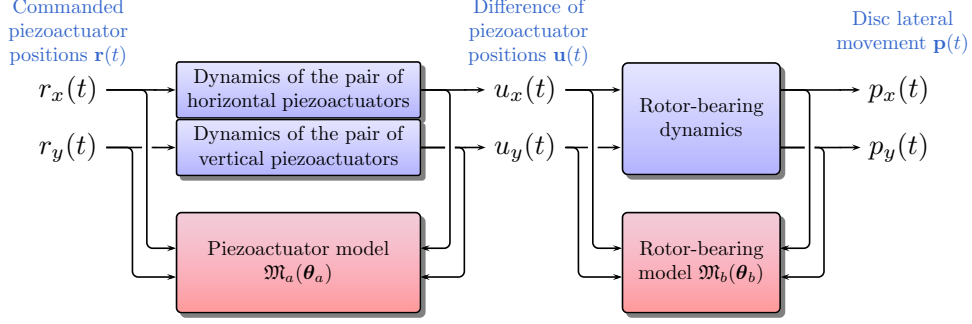 Commanded
piezoactuator
positions r(t)
Difference of
piezoactuator
positions u(t)
Disc lateral
movement p(t)
r_x(t)
Dynamics of the pair of
horizontal piezoactuators
u_x(t)
Rotor-bearing
dynamics
p_x(t)
r_y(t)
Dynamics of the pair of
vertical piezoactuators
u_y(t)
p_y(t)
Piezoactuator model
𝔐_a(θ_a)
Rotor-bearing
model 𝔐_b(θ_b)